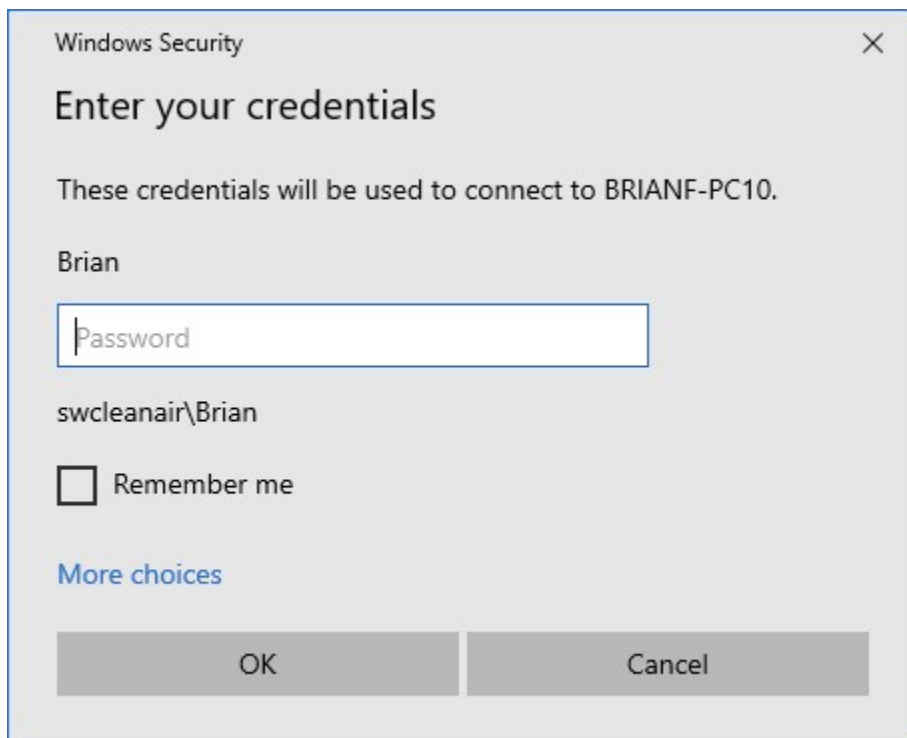 Windows Security
Enter your credentials
These credentials will be used to connect to BRIANF-PC10.
Brian
Password
swcleanair\Brian
Remember me
More choices
OK
Cancel